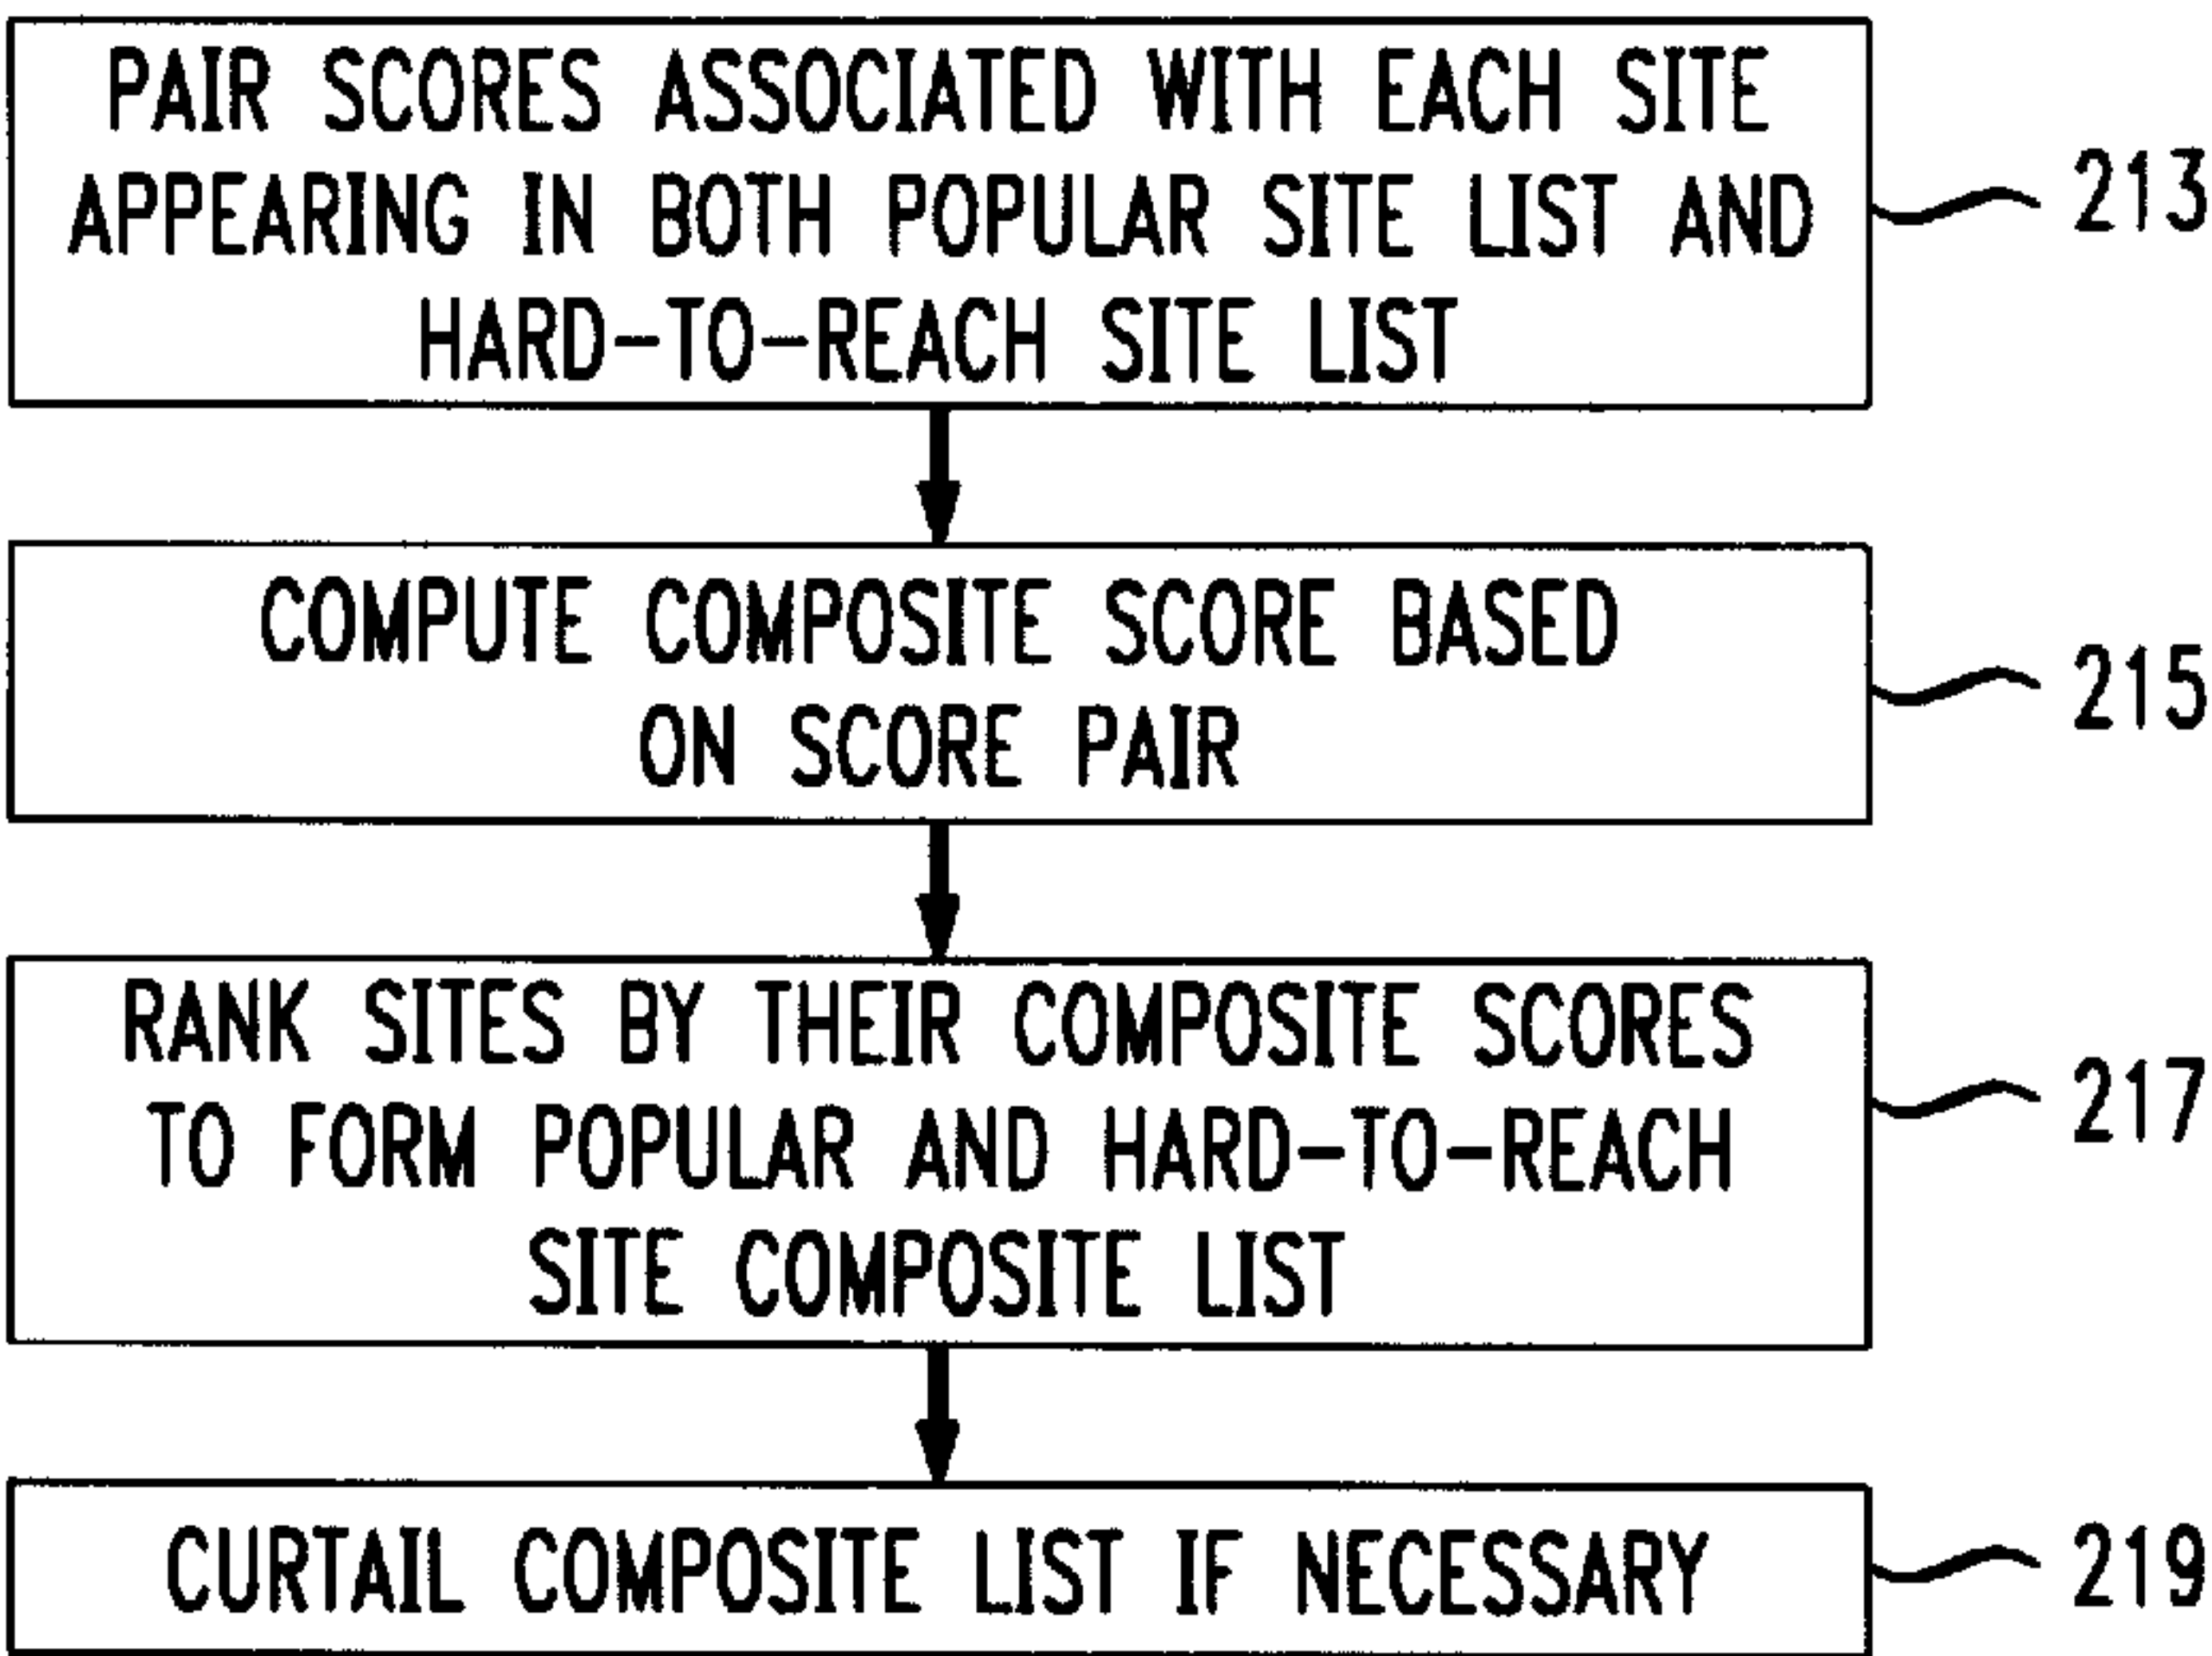 PAIR SCORES ASSOCIATED WITH EACH SITE
APPEARING IN BOTH POPULAR SITE LIST AND
HARD-TO-REACH SITE LIST
213
COMPUTE COMPOSITE SCORE BASED
ON SCORE PAIR
215
RANK SITES BY THEIR COMPOSITE SCORES
TO FORM POPULAR AND HARD-TO-REACH
SITE COMPOSITE LIST
217
CURTAIL COMPOSITE LIST IF NECESSARY
219